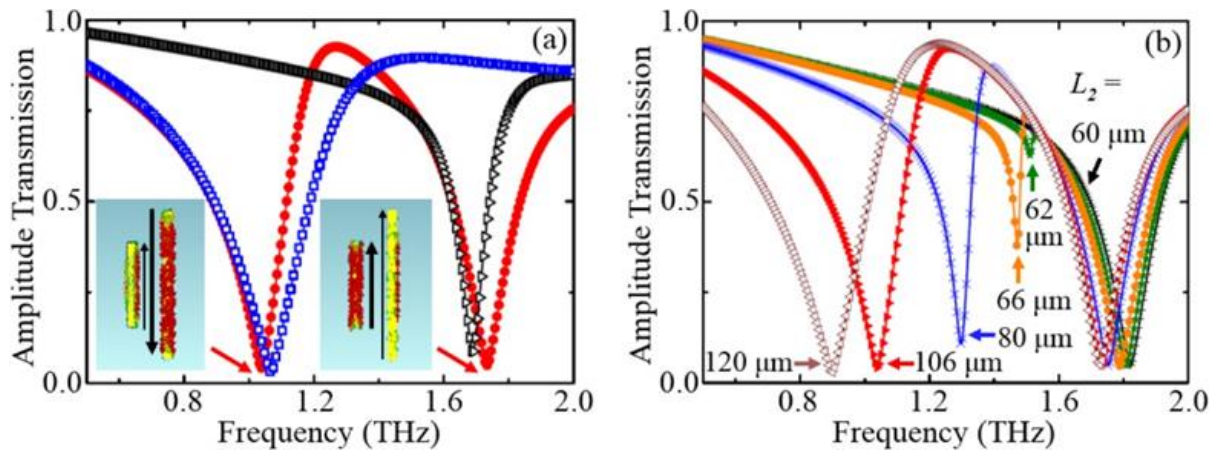 (a)
1.0
0.5
0.0
Amplitude Transmission
0.8 1.2 1.6 2.0
Frequency (THz)
(b)
1.0
0.5
0.0
Amplitude Transmission
L2 =
60 μm
62
μm
66 μm
80 μm
120 μm
106 μm
0.8 1.2 1.6 2.0
Frequency (THz)